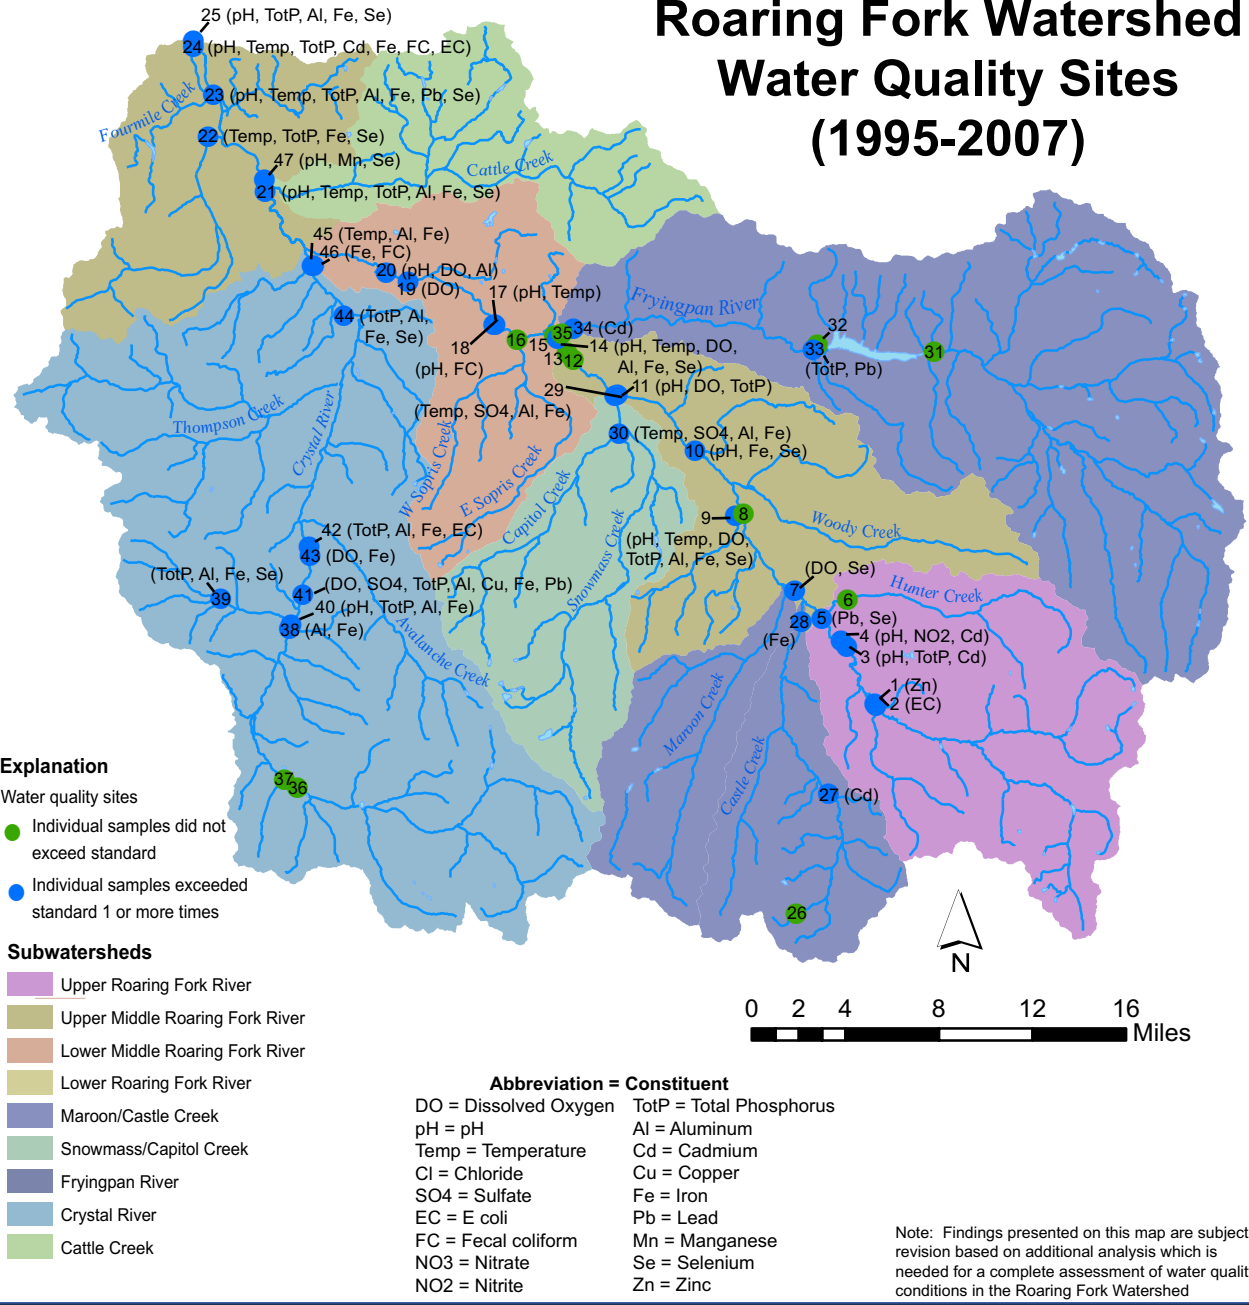 Roaring Fork Watershed
Water Quality Sites
(1995-2007)
25 (pH, TotP, Al, Fe, Se)
24 (pH, Temp, TotP, Cd, Fe, FC, EC)
23 (pH, Temp, TotP, Al, Fe, Pb, Se)
Fourmile Creek
22 (Temp, TotP, Fe, Se)
47 (pH, Mn, Se)
Cattle Creek
21 (pH, Temp, TotP, Al, Fe, Se)
45 (Temp, Al, Fe)
46 (Fe, FC)
20 (pH, DO, Al)
19 (DO)
17 (pH, Temp)
Fryingpan River
44 (TotP, Al,
Fe, Se)
18
(pH, FC)
16
15
35
34 (Cd)
14 (pH, Temp, DO,
Al, Fe, Se)
13
12
32
33
(TotP, Pb)
31
29
11 (pH, DO, TotP)
(Temp, SO4, Al, Fe)
Thompson Creek
Crystal River
30 (Temp, SO4, Al, Fe)
10 (pH, Fe, Se)
W Sopris Creek
E Sopris Creek
Capitol Creek
Snowmass Creek
9
8
(pH, Temp, DO,
TotP, Al, Fe, Se)
Woody Creek
42 (TotP, Al, Fe, EC)
43 (DO, Fe)
(TotP, Al, Fe, Se)
39
41
(DO, SO4, TotP, Al, Cu, Fe, Pb)
40 (pH, TotP, Al, Fe)
38 (Al, Fe)
Avalanche Creek
(DO, Se)
7
6
Hunter Creek
28
(Fe)
5 (Pb, Se)
4 (pH, NO2, Cd)
3 (pH, TotP, Cd)
1 (Zn)
2 (EC)
Maroon Creek
Castle Creek
27 (Cd)
37
36
26
Explanation
Water quality sites
Individual samples did not
exceed standard
Individual samples exceeded
standard 1 or more times
Subwatersheds
Upper Roaring Fork River
Upper Middle Roaring Fork River
Lower Middle Roaring Fork River
Lower Roaring Fork River
Maroon/Castle Creek
Snowmass/Capitol Creek
Fryingpan River
Crystal River
Cattle Creek
N
0 2 4 8 12 16
Miles
Abbreviation = Constituent
DO = Dissolved Oxygen
pH = pH
Temp = Temperature
Cl = Chloride
SO4 = Sulfate
EC = E coli
FC = Fecal coliform
NO3 = Nitrate
NO2 = Nitrite
TotP = Total Phosphorus
Al = Aluminum
Cd = Cadmium
Cu = Copper
Fe = Iron
Pb = Lead
Mn = Manganese
Se = Selenium
Zn = Zinc
Note: Findings presented on this map are subject
revision based on additional analysis which is
needed for a complete assessment of water qualit
conditions in the Roaring Fork Watershed